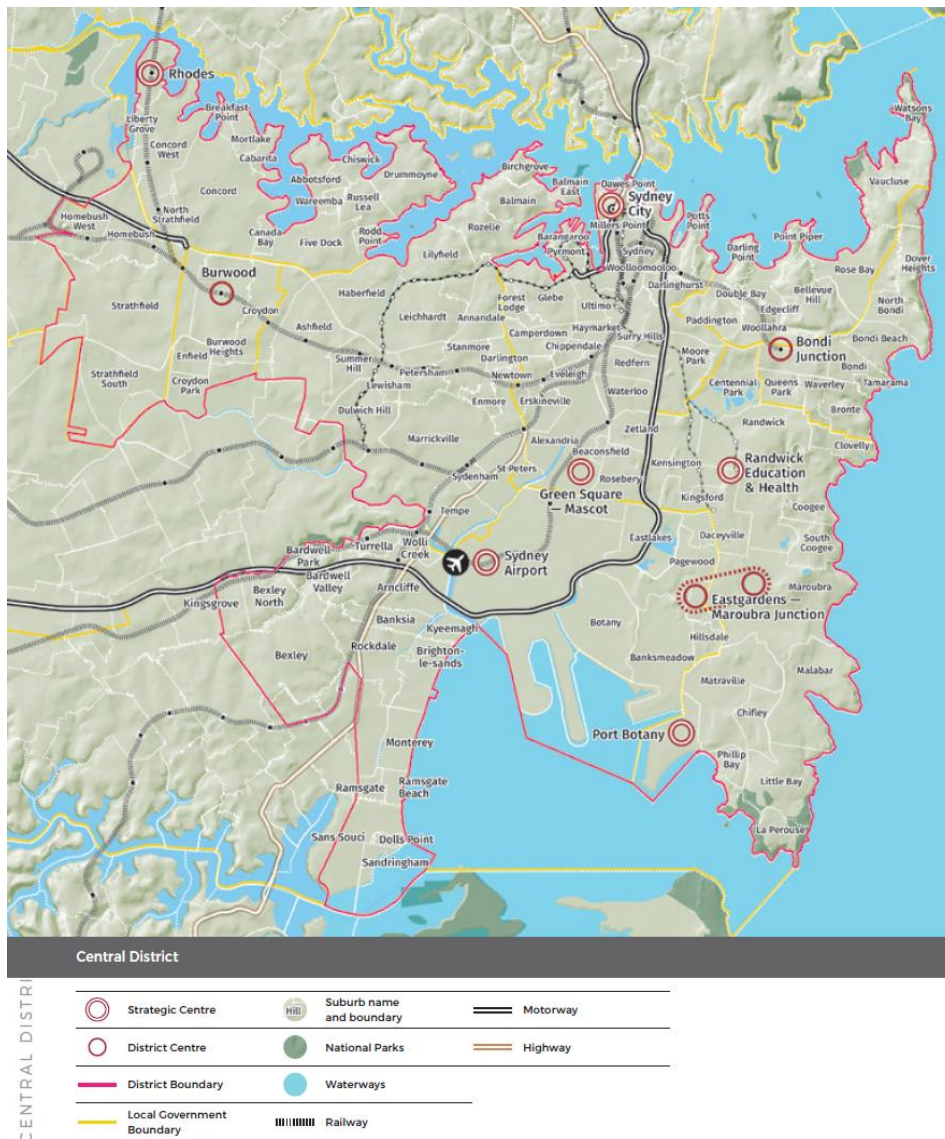 Rhodes
Watsons
Bay
Liberty
Grove
Breakfast
Point
Mortlake
Concord
West
Cabarita
Chiswick
Abbotsford
Drummoyne
Birchgrove
Balmain
East
Dawes Point
Vaucluse
Concord
Wareemba
Russell
Lea
Balmain
Sydney
City
Homebush
West
North
Strathfield
Potts
Point
Millers Point
Canada
Bay
Five Dock
Rodd
Point
Rozelle
Barangaroo
Pyrmont
Sydney
Darling
Point
Point Piper
Homebush
Lilyfield
Woolloomooloo
Rose Bay
Dover
Heights
Burwood
Haberfield
Forest
Lodge
Glebe
Ultimo
Darlinghurst
Double Bay
Bellevue
Hill
Edgecliff
North
Bondi
Strathfield
Croydon
Ashfield
Leichhardt
Annandale
Haymarket
Surry Hills
Paddington
Woollahra
Bondi Beach
Camperdown
Chippendale
Enfield
Burwood
Heights
Summer
Hill
Stanmore
Darlington
Redfern
Moore
Park
Bondi
Junction
Bondi
Strathfield
South
Croydon
Park
Lewisham
Petersham
Newtown
Eveleigh
Centennial
Park
Queens
Park
Waverley
Tamarama
Enmore
Erskineville
Waterloo
Bronte
Dulwich Hill
Randwick
Zetland
Clovelly
Marrickville
Alexandria
Beaconsfield
Kensington
Randwick
Education
& Health
St Peters
Sydenham
Rosebery
Green Square
— Mascot
Kingsford
Coogee
Tempe
Daceyville
South
Coogee
Eastlakes
Wolli
Creek
Turrella
Bardwell
Park
Sydney
Airport
Pagewood
Bardwell
Valley
Arncliffe
Maroubra
Eastgardens —
Maroubra Junction
Bexley
North
Kingsgrove
Banksia
Kyeemagh
Botany
Hillsdale
Rockdale
Brighton-
le-sands
Bexley
Banksmeadow
Malabar
Matraville
Chifley
Port Botany
Monterey
Phillip
Bay
Little Bay
Ramsgate
Ramsgate
Beach
La Perouse
Sans Souci
Dolls Point
Sandringham
Central District
CENTRAL DISTRI
Strategic Centre
Hill
Suburb name
and boundary
Motorway
District Centre
National Parks
Highway
District Boundary
Waterways
Local Government
Boundary
Railway